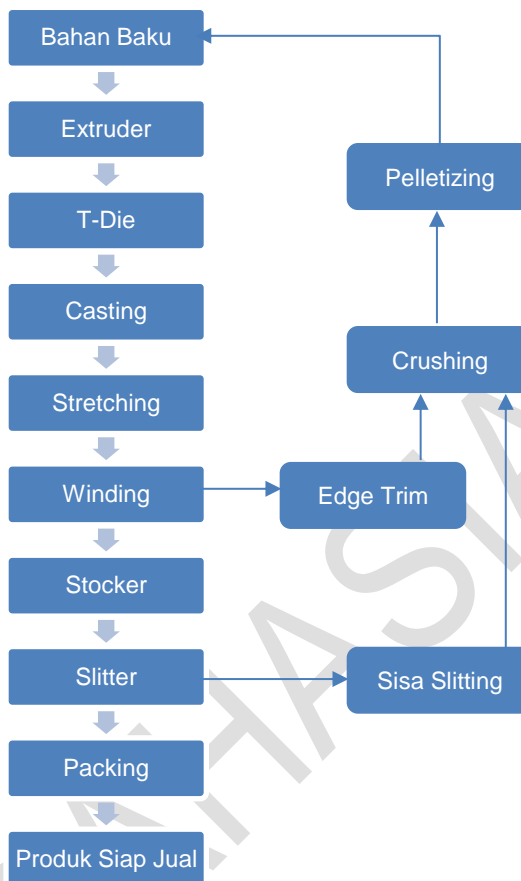 Bahan Baku
Extruder
Pelletizing
T-Die
Casting
Crushing
Stretching
Winding
Edge Trim
Stocker
Slitter
Sisa Slitting
Packing
Produk Siap Jual